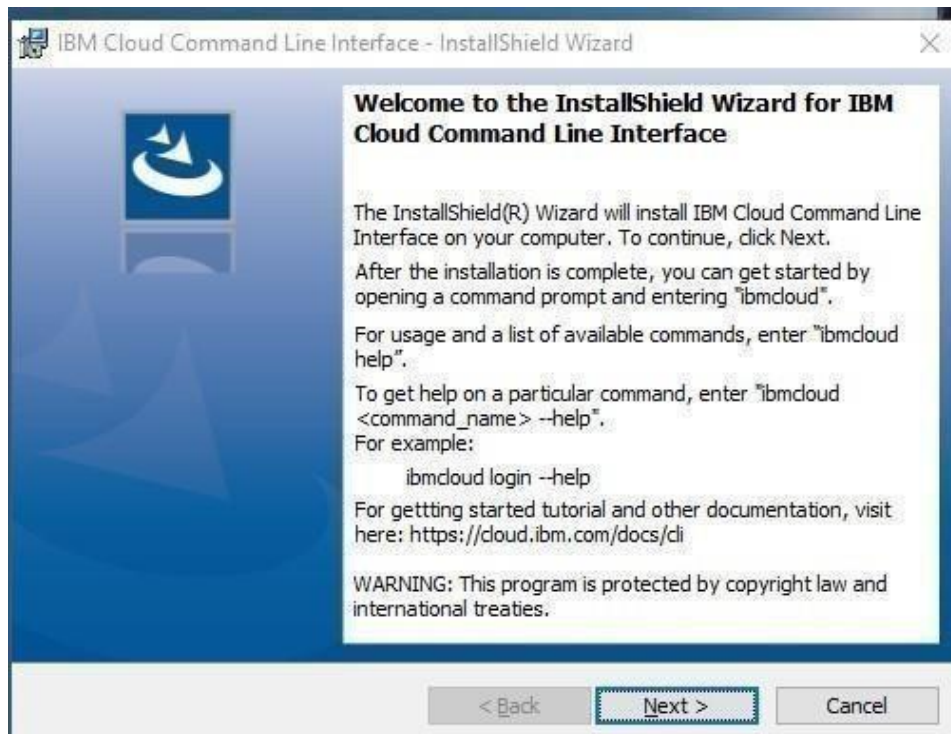 IBM Cloud Command Line Interface - InstallShield Wizard
Welcome to the InstallShield Wizard for IBM
Cloud Command Line Interface
The InstallShield(R) Wizard will install IBM Cloud Command Line
Interface on your computer. To continue, click Next.
After the installation is complete, you can get started by
opening a command prompt and entering "ibmcloud".
For usage and a list of available commands, enter "ibmcloud
help”.
To get help on a particular command, enter "ibmcloud
<command_name> --help".
For example:
ibmcloud login --help
For gettting started tutorial and other documentation, visit
here: https://cloud.ibm.com/docs/cli
WARNING: This program is protected by copyright law and
international treaties.
< Back Next > Cancel